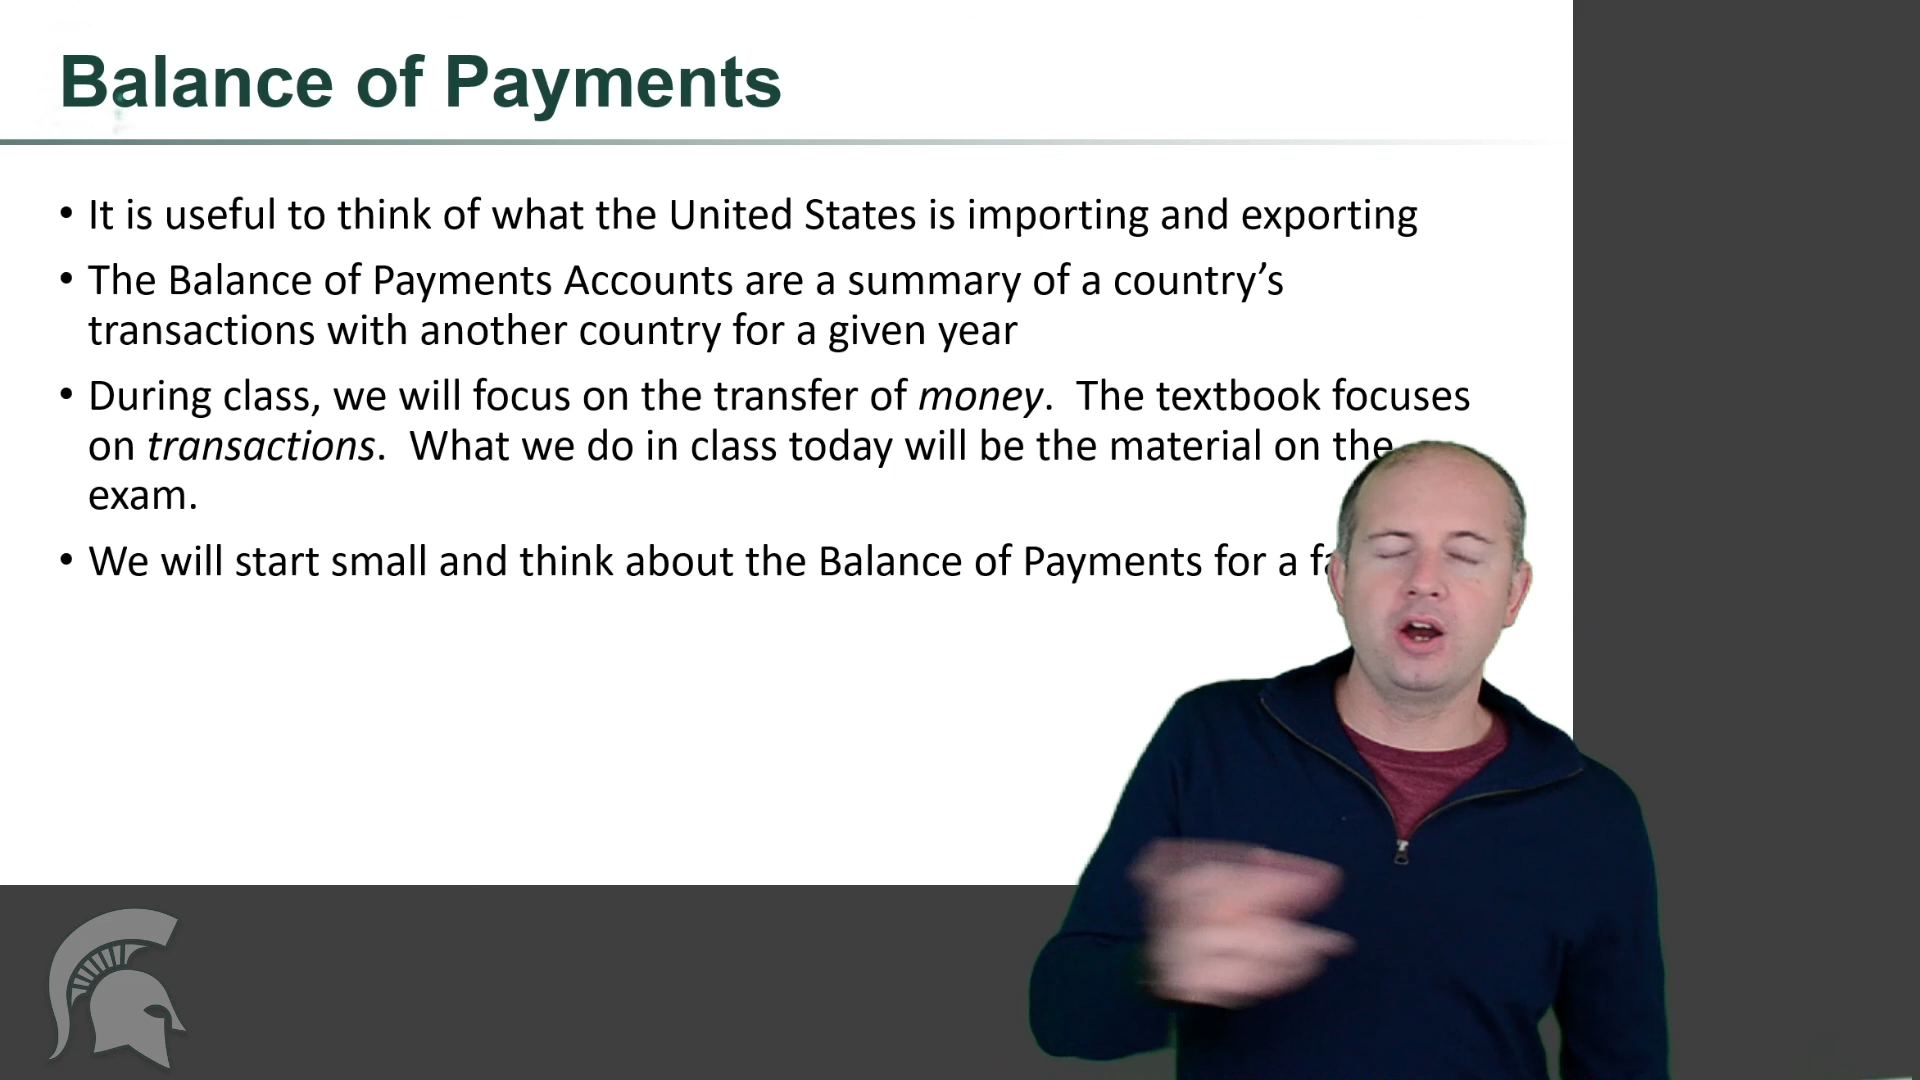 Balance of Payments
• It is useful to think of what the United States is importing and exporting
• The Balance of Payments Accounts are a summary of a country’s
transactions with another country for a given year
• During class, we will focus on the transfer of money. The textbook focuses
on transactions. What we do in class today will be the material on the
exam.
• We will start small and think about the Balance of Payments for a